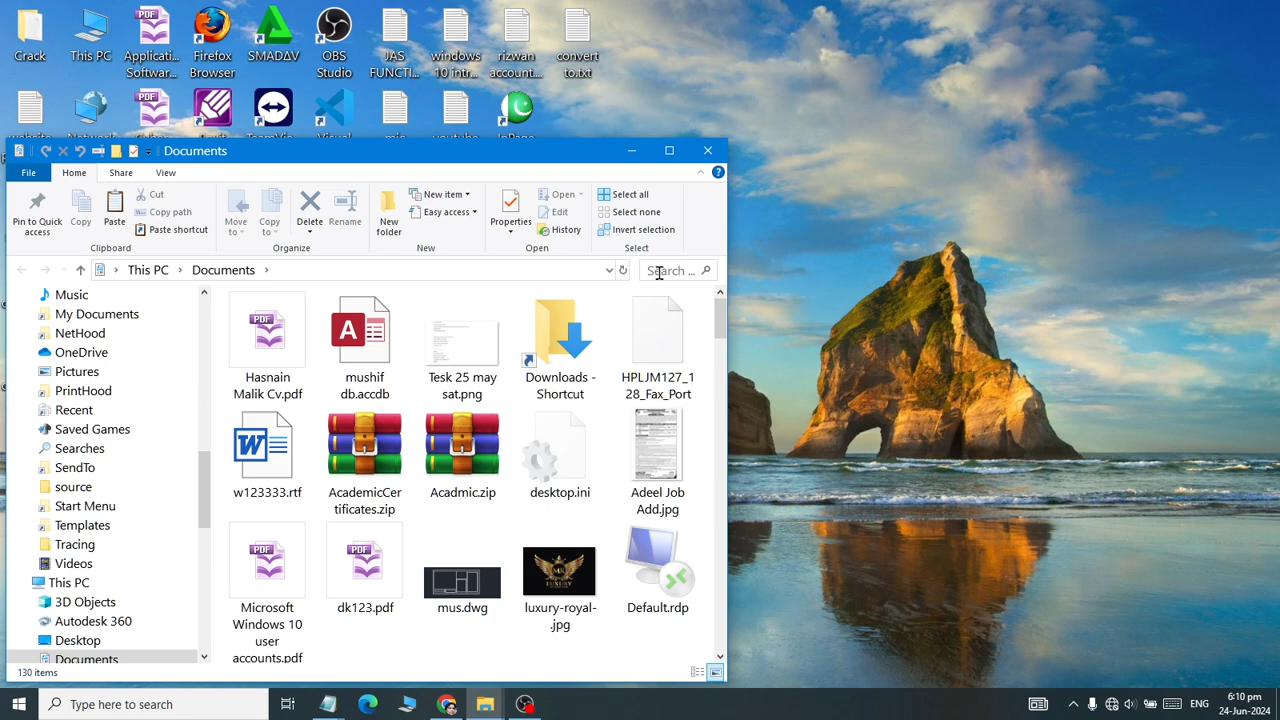 Crack
This PC
Applicati...
Softwar...
Firefox
Browser
SMADΔV
OBS
Studio
JAS
FUNCTI...
windows
10 intr...
rizwan
account....
convert
to.txt
Documents
File
Home
Share
View
Pin to Quick
access
Copy
Paste
Cut
Copy path
Paste shortcut
Clipboard
Move
to
Copy
to
Delete
Rename
Organize
New
folder
New item
Easy access
New
Properties
Open
Edit
History
Open
Select all
Select none
Invert selection
Select
This PC
Documents
Search ...
Music
My Documents
NetHood
OneDrive
Pictures
PrintHood
Recent
Saved Games
Searches
SendTo
source
Start Menu
Templates
Tracing
Videos
This PC
3D Objects
Autodesk 360
Desktop
Documents
PDF
Hasnain
Malik Cv.pdf
A
mushif
db.accdb
Tesk 25 may
sat.png
Downloads -
Shortcut
HPLJM127_1
28_Fax_Port
W
w123333.rtf
AcademicCer
tificates.zip
Acadmic.zip
desktop.ini
Adeel Job
Add.jpg
PDF
Microsoft
Windows 10
user
accounts.pdf
PDF
dk123.pdf
mus.dwg
LUXURY
luxury-royal-
.jpg
Default.rdp
130 items
Type here to search
ENG
6:10 pm
24-Jun-2024